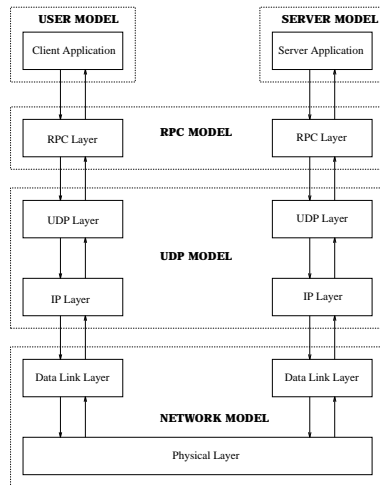 USER MODEL
SERVER MODEL
Client Application
Server Application
RPC MODEL
RPC Layer
RPC Layer
UDP Layer
UDP Layer
UDP MODEL
IP Layer
IP Layer
Data Link Layer
Data Link Layer
NETWORK MODEL
Physical Layer